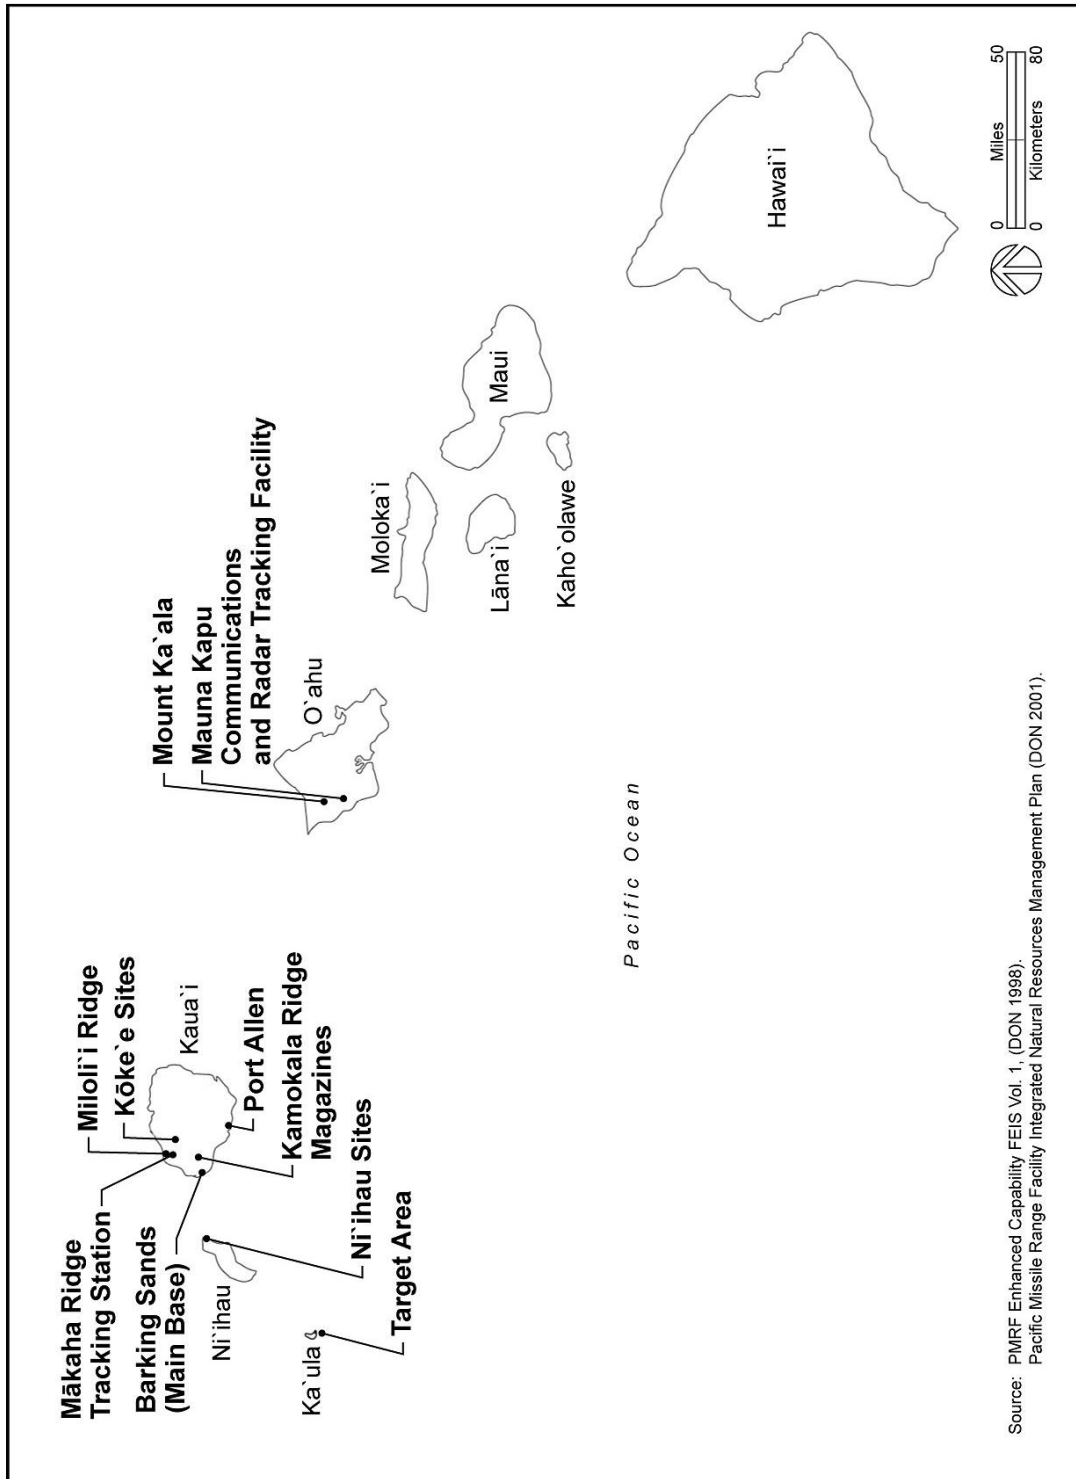 Mākaha Ridge
Tracking Station
Miloli`i Ridge
Kōke`e Sites
Barking Sands
(Main Base)
Kaua`i
Ni`ihau
Port Allen
Kamokala Ridge
Magazines
Ni`ihau Sites
Ka`ula
Target Area
Mount Ka`ala
Mauna Kapu
Communications
and Radar Tracking Facility
O`ahu
Moloka`i
Lāna`i
Maui
Kaho`olawe
Hawai`i
Pacific Ocean
0 Miles 50
0 Kilometers 80
Source: PMRF Enhanced Capability FEIS Vol. 1, (DON 1998).
Pacific Missile Range Facility Integrated Natural Resources Management Plan (DON 2001).